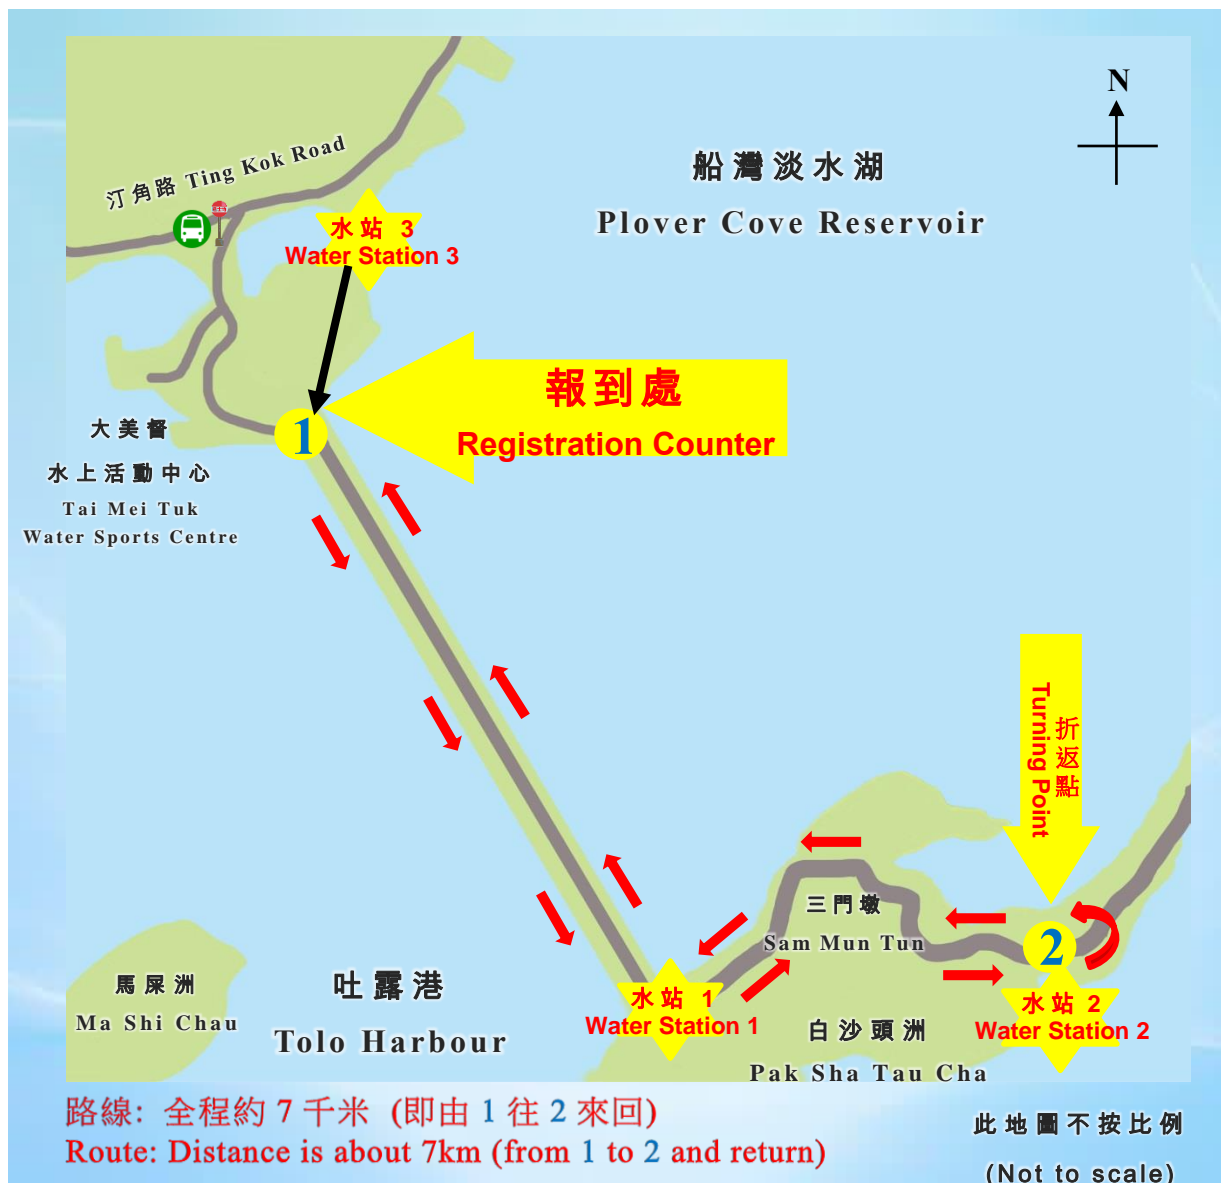 N
船灣淡水湖
Plover Cove Reservoir
汀角路 Ting Kok Road
水站 3
Water Station 3
報到處
Registration Counter
1
大美督
水上活動中心
Tai Mei Tuk
Water Sports Centre
折返點
Turning Point
三門墩
Sam Mun Tun
2
馬屎洲
Ma Shi Chau
吐露港
Tolo Harbour
水站 1
Water Station 1
白沙頭洲
Pak Sha Tau Cha
水站 2
Water Station 2
路線: 全程約 7 千米 (即由 1 往 2 來回)
Route: Distance is about 7km (from 1 to 2 and return)
此地圖不按比例
(Not to scale)